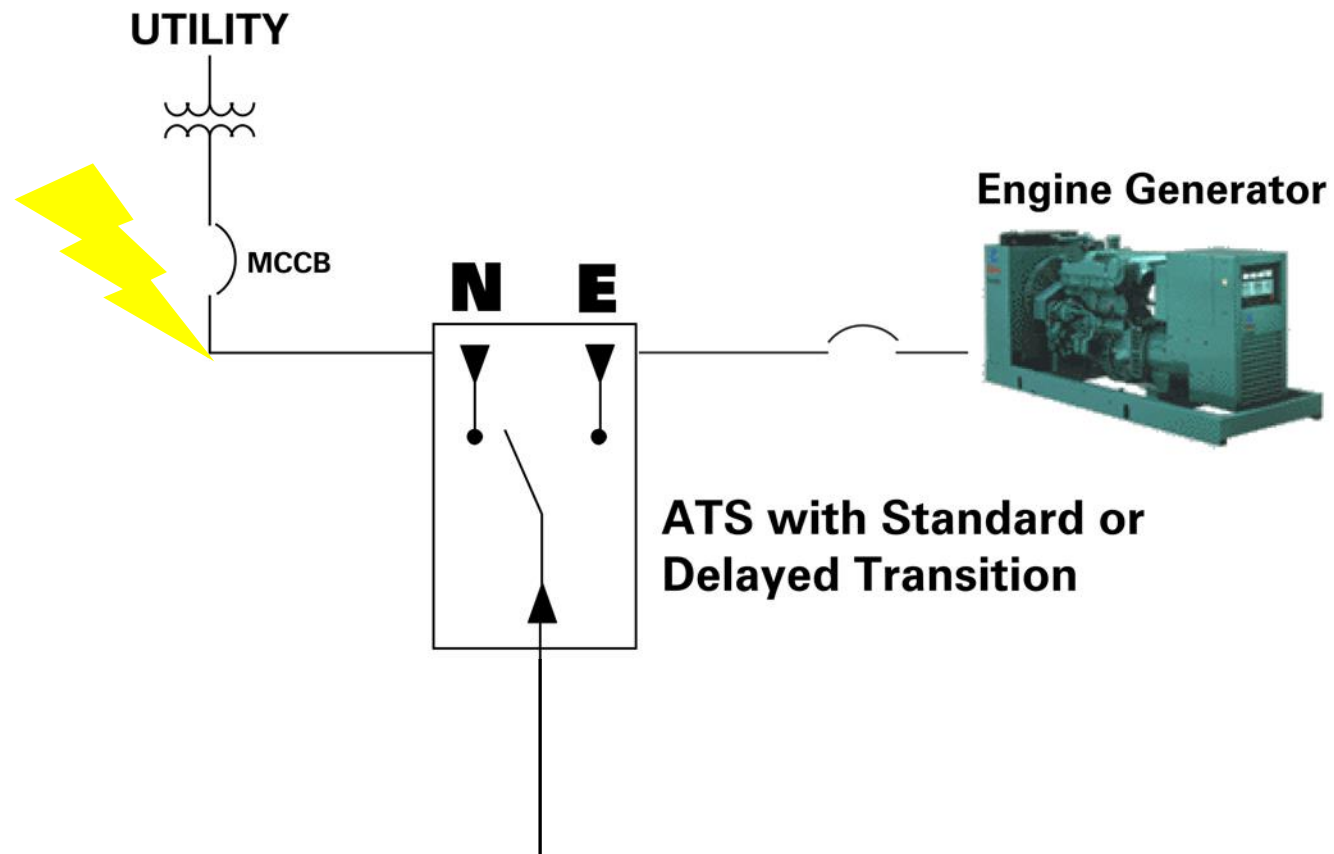 UTILITY
Engine Generator
MCCB
N E
ATS with Standard or
Delayed Transition